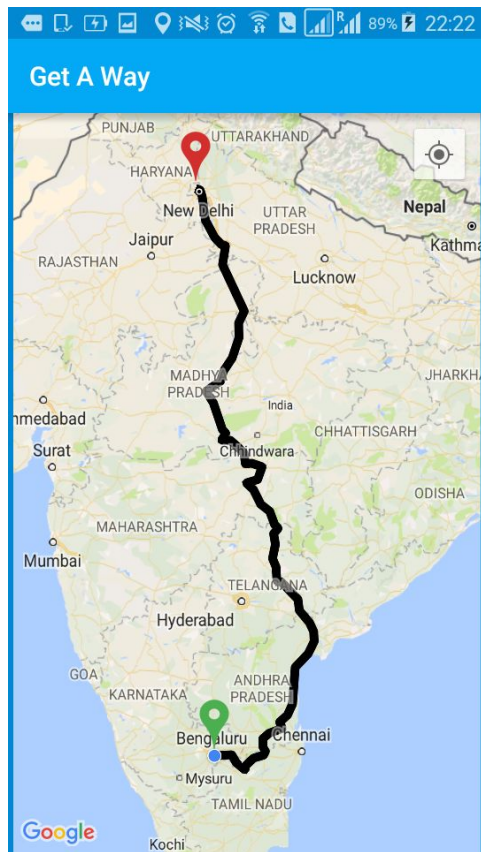 R 89% 22:22
Get A Way
PUNJAB
UTTARAKHAND
HARYANA
New Delhi
Nepal
UTTAR
PRADESH
Jaipur
Kathma
RAJASTHAN
Lucknow
MADHYA
PRADESH
JHARKH
India
hmedabad
CHHATTISGARH
Surat
Chhindwara
ODISHA
MAHARASHTRA
Mumbai
TELANGANA
Hyderabad
GOA
ANDHRA
PRADESH
KARNATAKA
Bengaluru
Chennai
Mysuru
TAMIL NADU
Google
Kochi